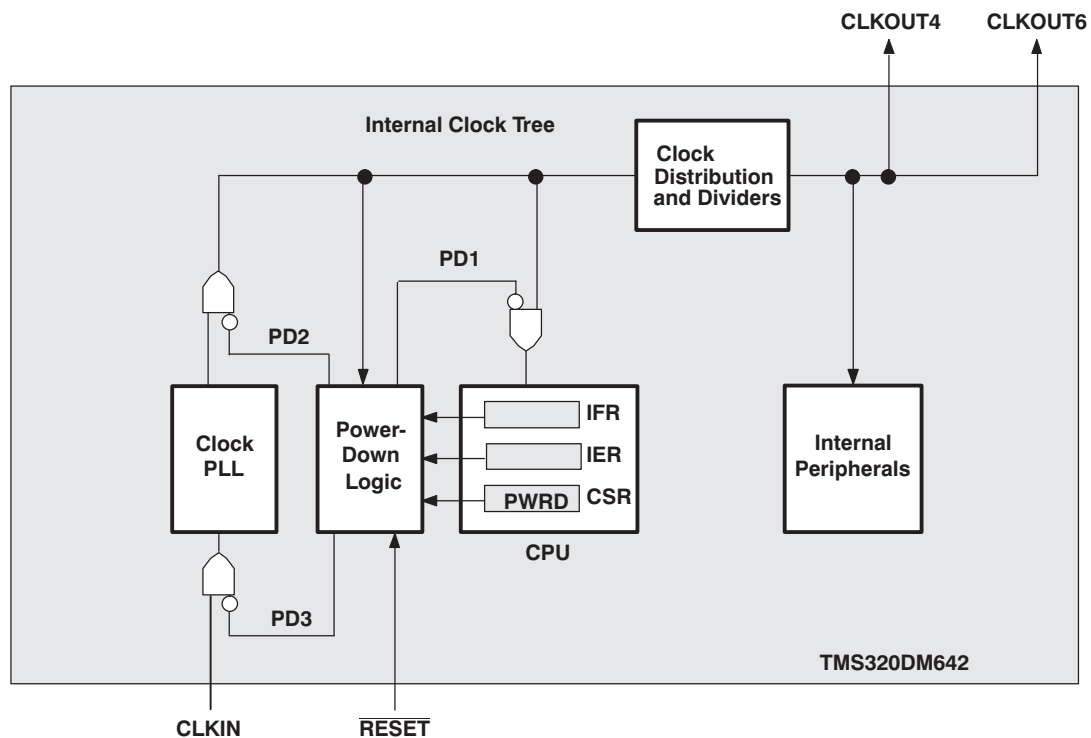 CLKOUT4 CLKOUT6
Internal Clock Tree
Clock
Distribution
and Dividers
PD1
PD2
Clock
PLL
Power-
Down
Logic
IFR
IER
PWRD CSR
CPU
Internal
Peripherals
PD3
TMS320DM642
CLKIN RESET